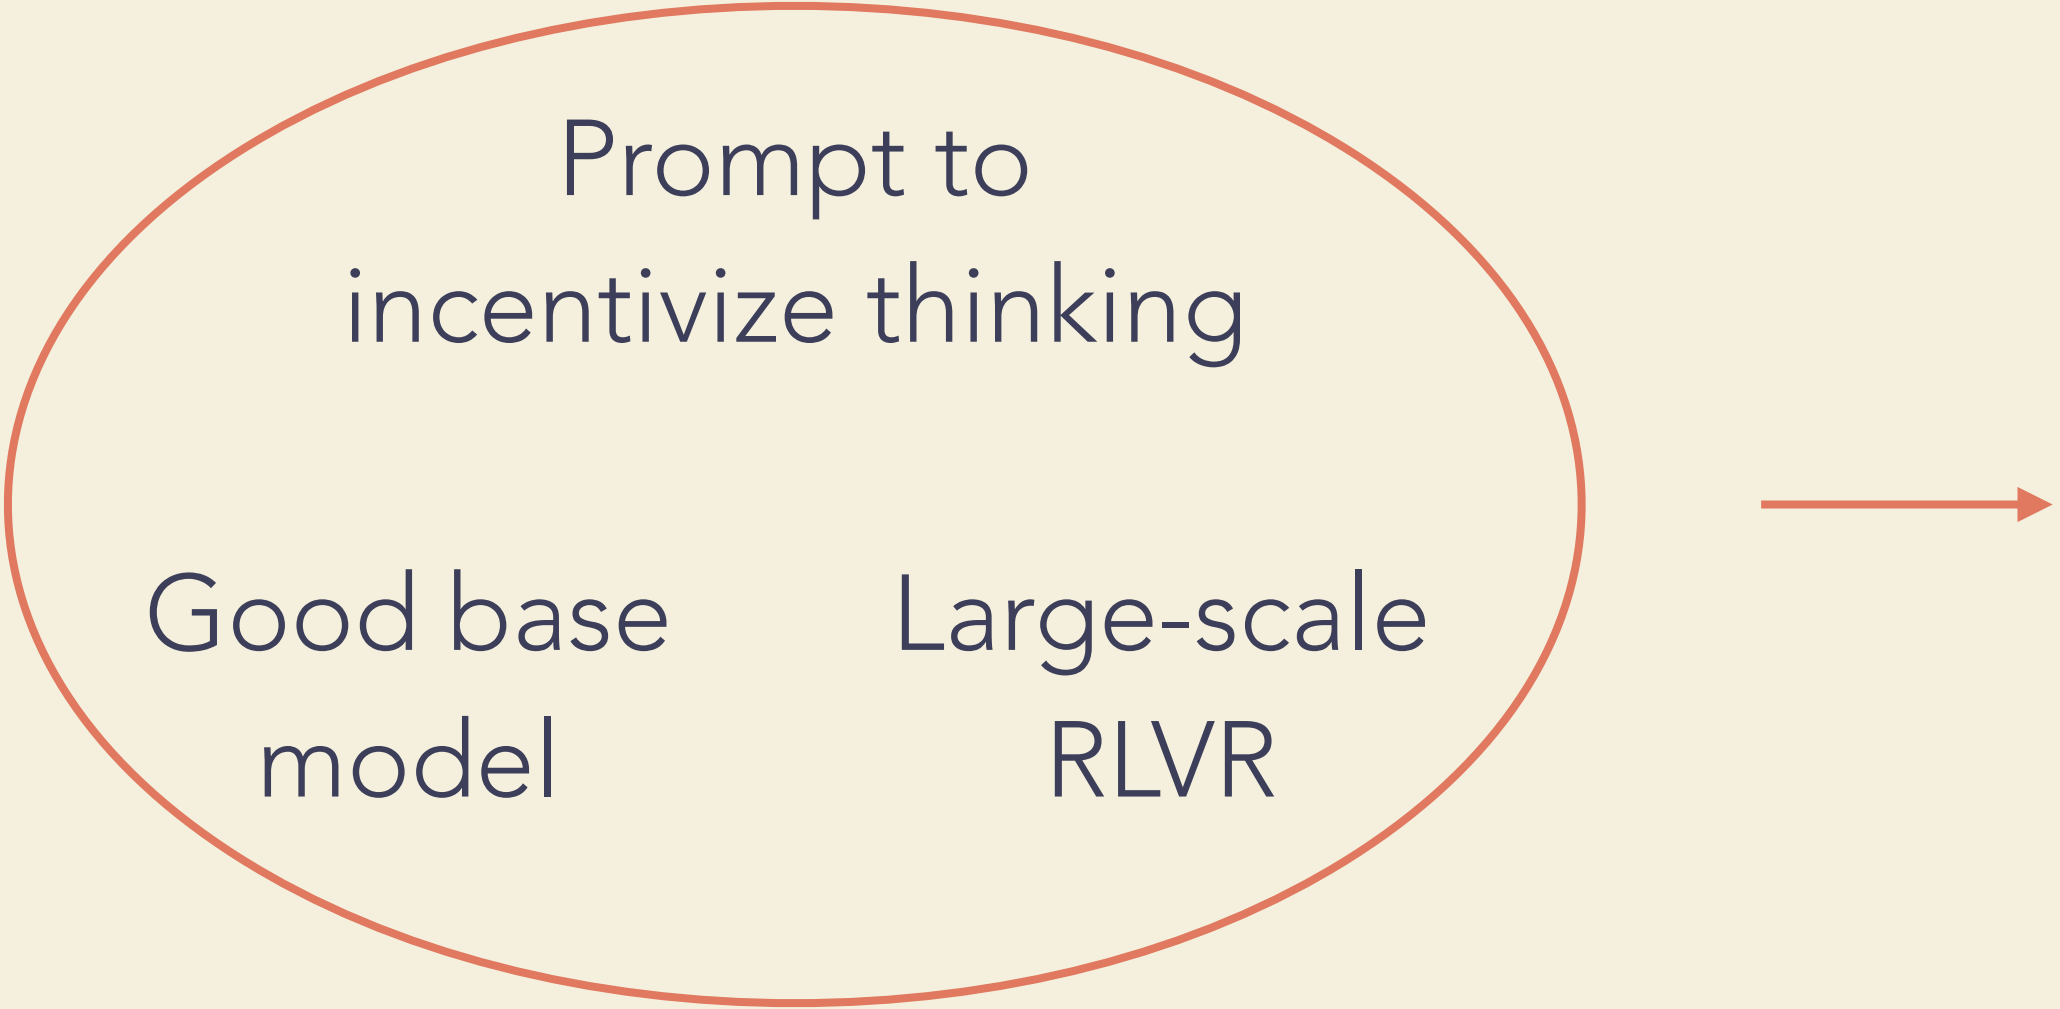 Prompt to
incentivize thinking
Good base
model
Large-scale
RLVR